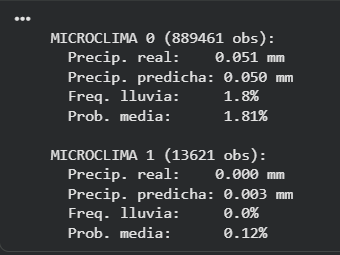 ...
MICROCLIMA 0 (889461 obs):
Precip. real: 0.051 mm
Precip. predicha: 0.050 mm
Freq. lluvia: 1.8%
Prob. media: 1.81%
MICROCLIMA 1 (13621 obs):
Precip. real: 0.000 mm
Precip. predicha: 0.003 mm
Freq. lluvia: 0.0%
Prob. media: 0.12%